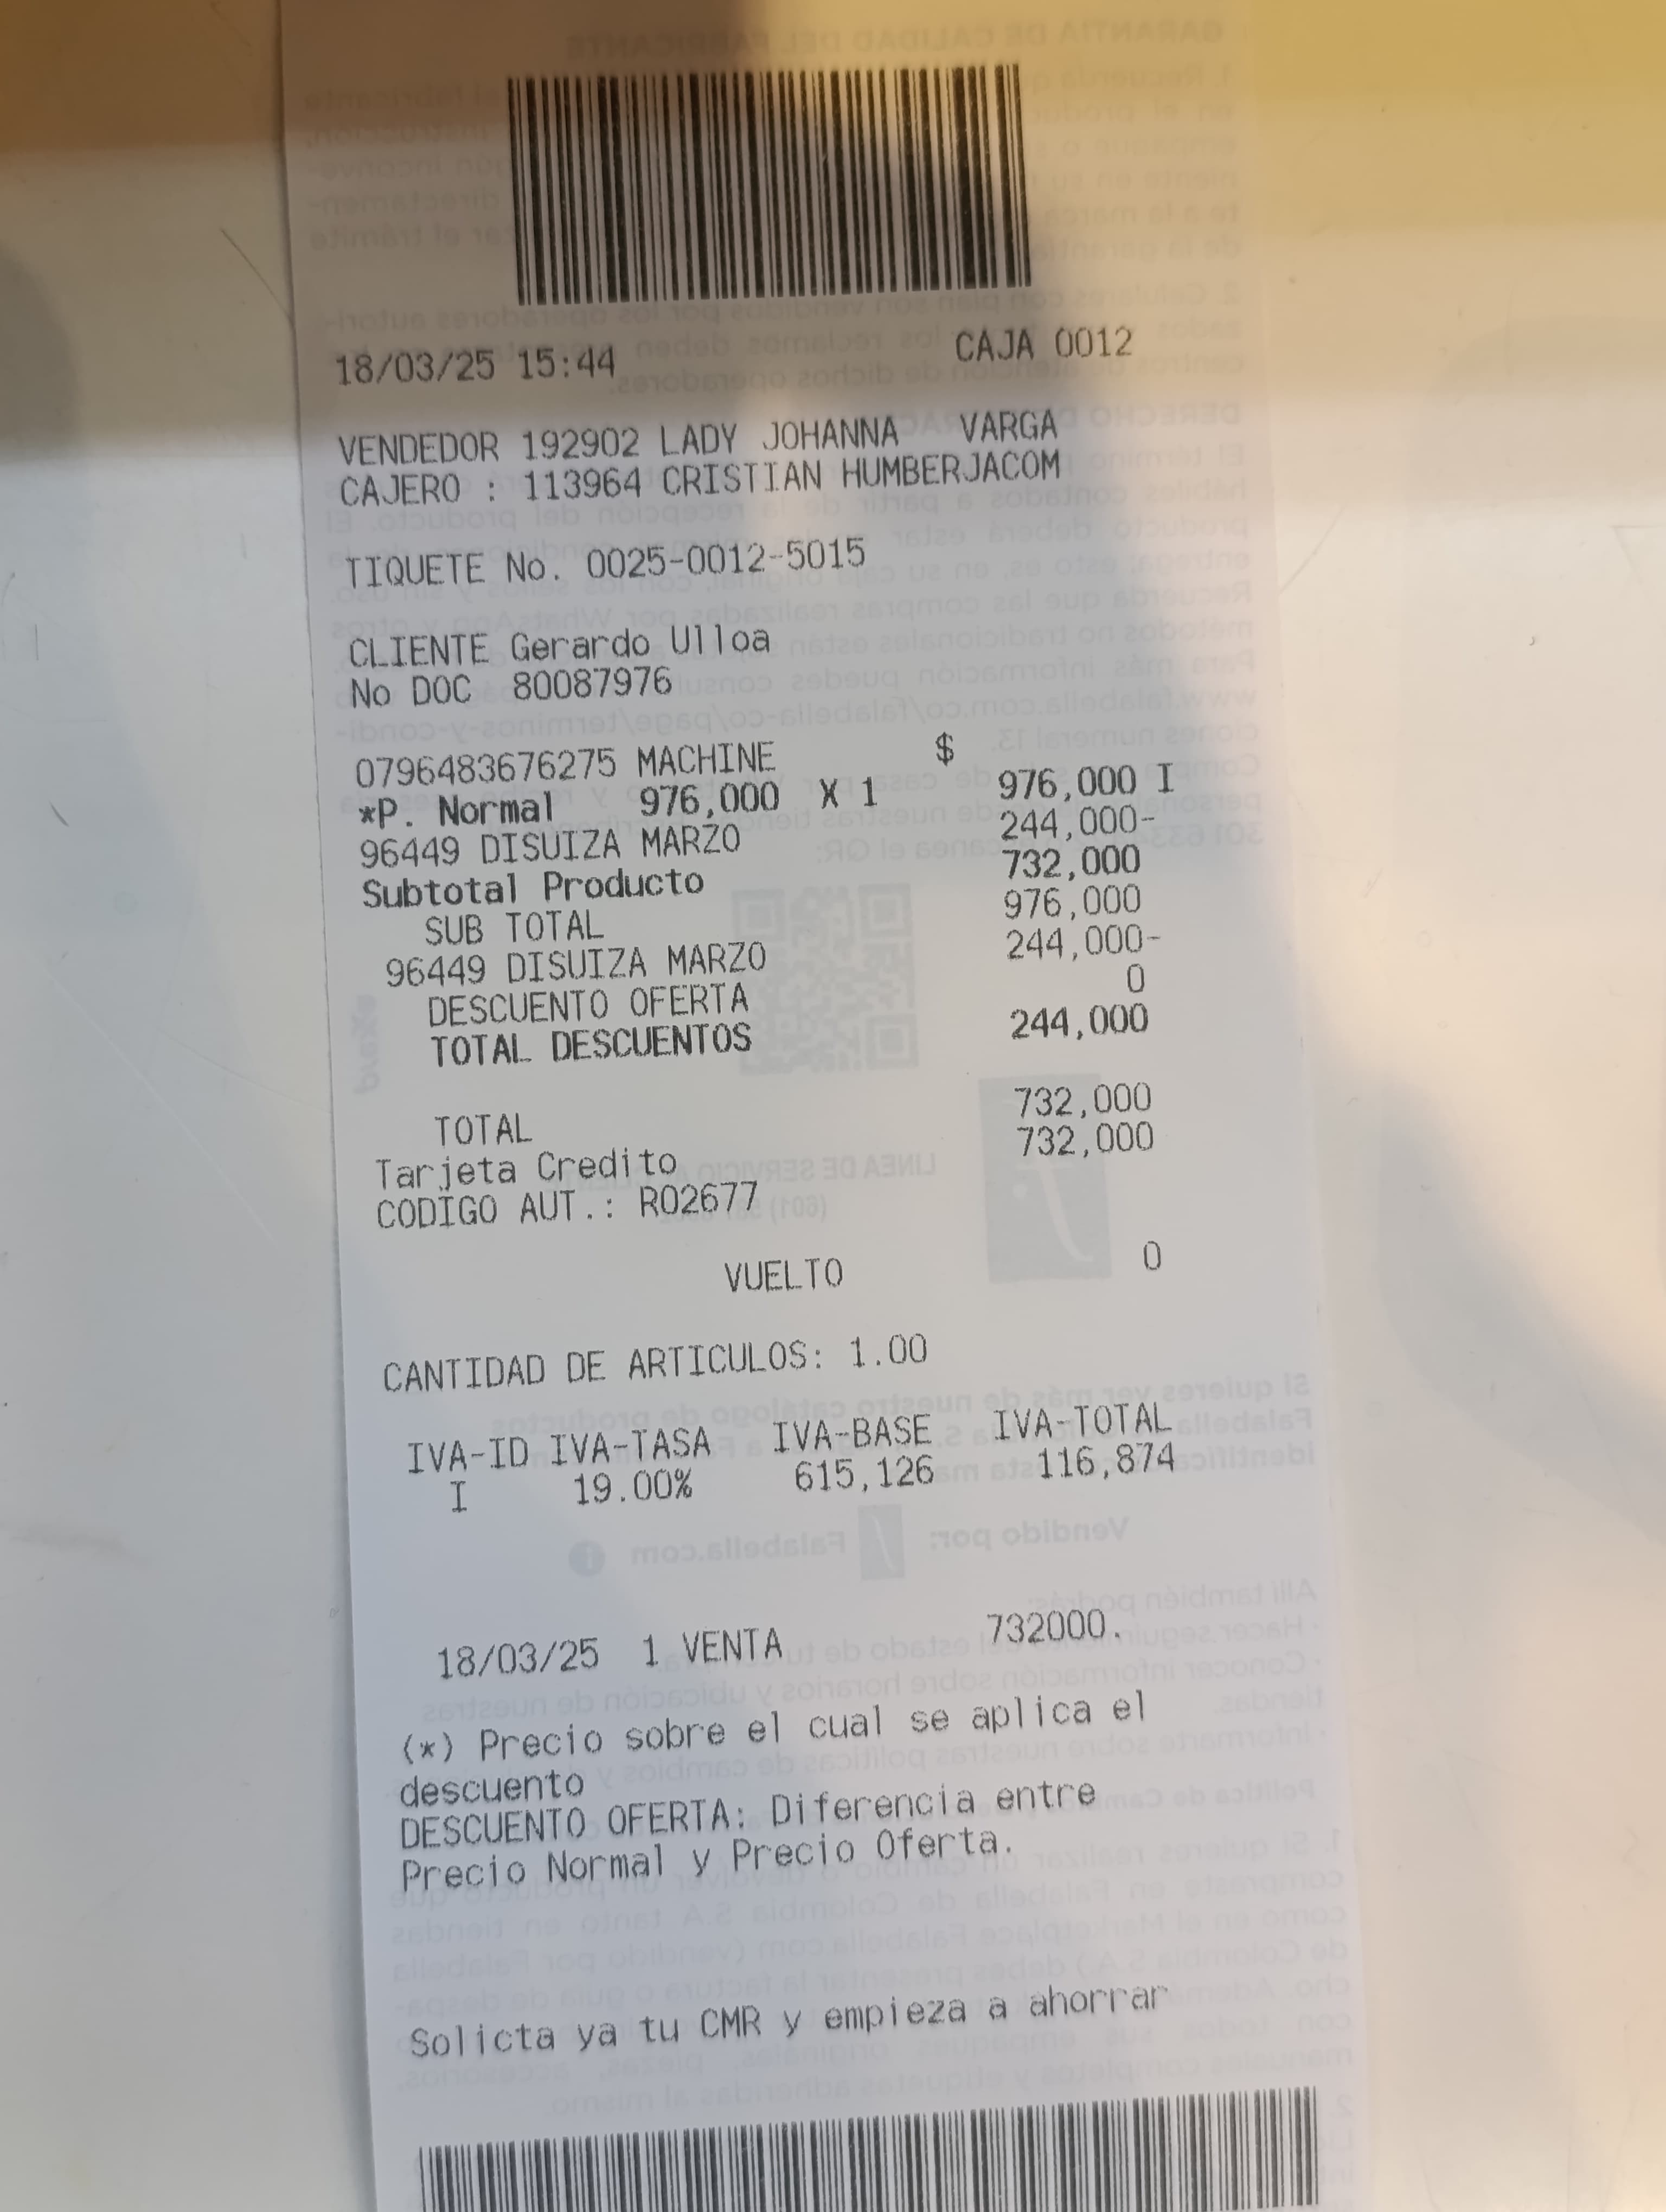 18/03/25 15:44 CAJA 0012
VENDEDOR 192902 LADY JOHANNA VARGA
CAJERO : 113964 CRISTIAN HUMBERJACOM
TIQUETE No. 0025-0012-5015
CLIENTE Gerardo Ulloa
No DOC 80087976
0796483676275 MACHINE $
*P. Normal 976,000 X 1 976,000 I
96449 DISUIZA MARZO 244,000-
Subtotal Producto 732,000
SUB TOTAL 976,000
96449 DISUIZA MARZO 244,000-
DESCUENTO OFERTA 0
TOTAL DESCUENTOS 244,000
TOTAL 732,000
Tarjeta Credito 732,000
CODIGO AUT.: R02677
VUELTO 0
CANTIDAD DE ARTICULOS: 1.00
IVA-ID IVA-TASA IVA-BASE IVA-TOTAL
I 19.00% 615,126 116,874
18/03/25 1 VENTA 732000.
(*) Precio sobre el cual se aplica el
descuento
DESCUENTO OFERTA: Diferencia entre
Precio Normal y Precio Oferta.
Solicta ya tu CMR y empieza a ahorrar